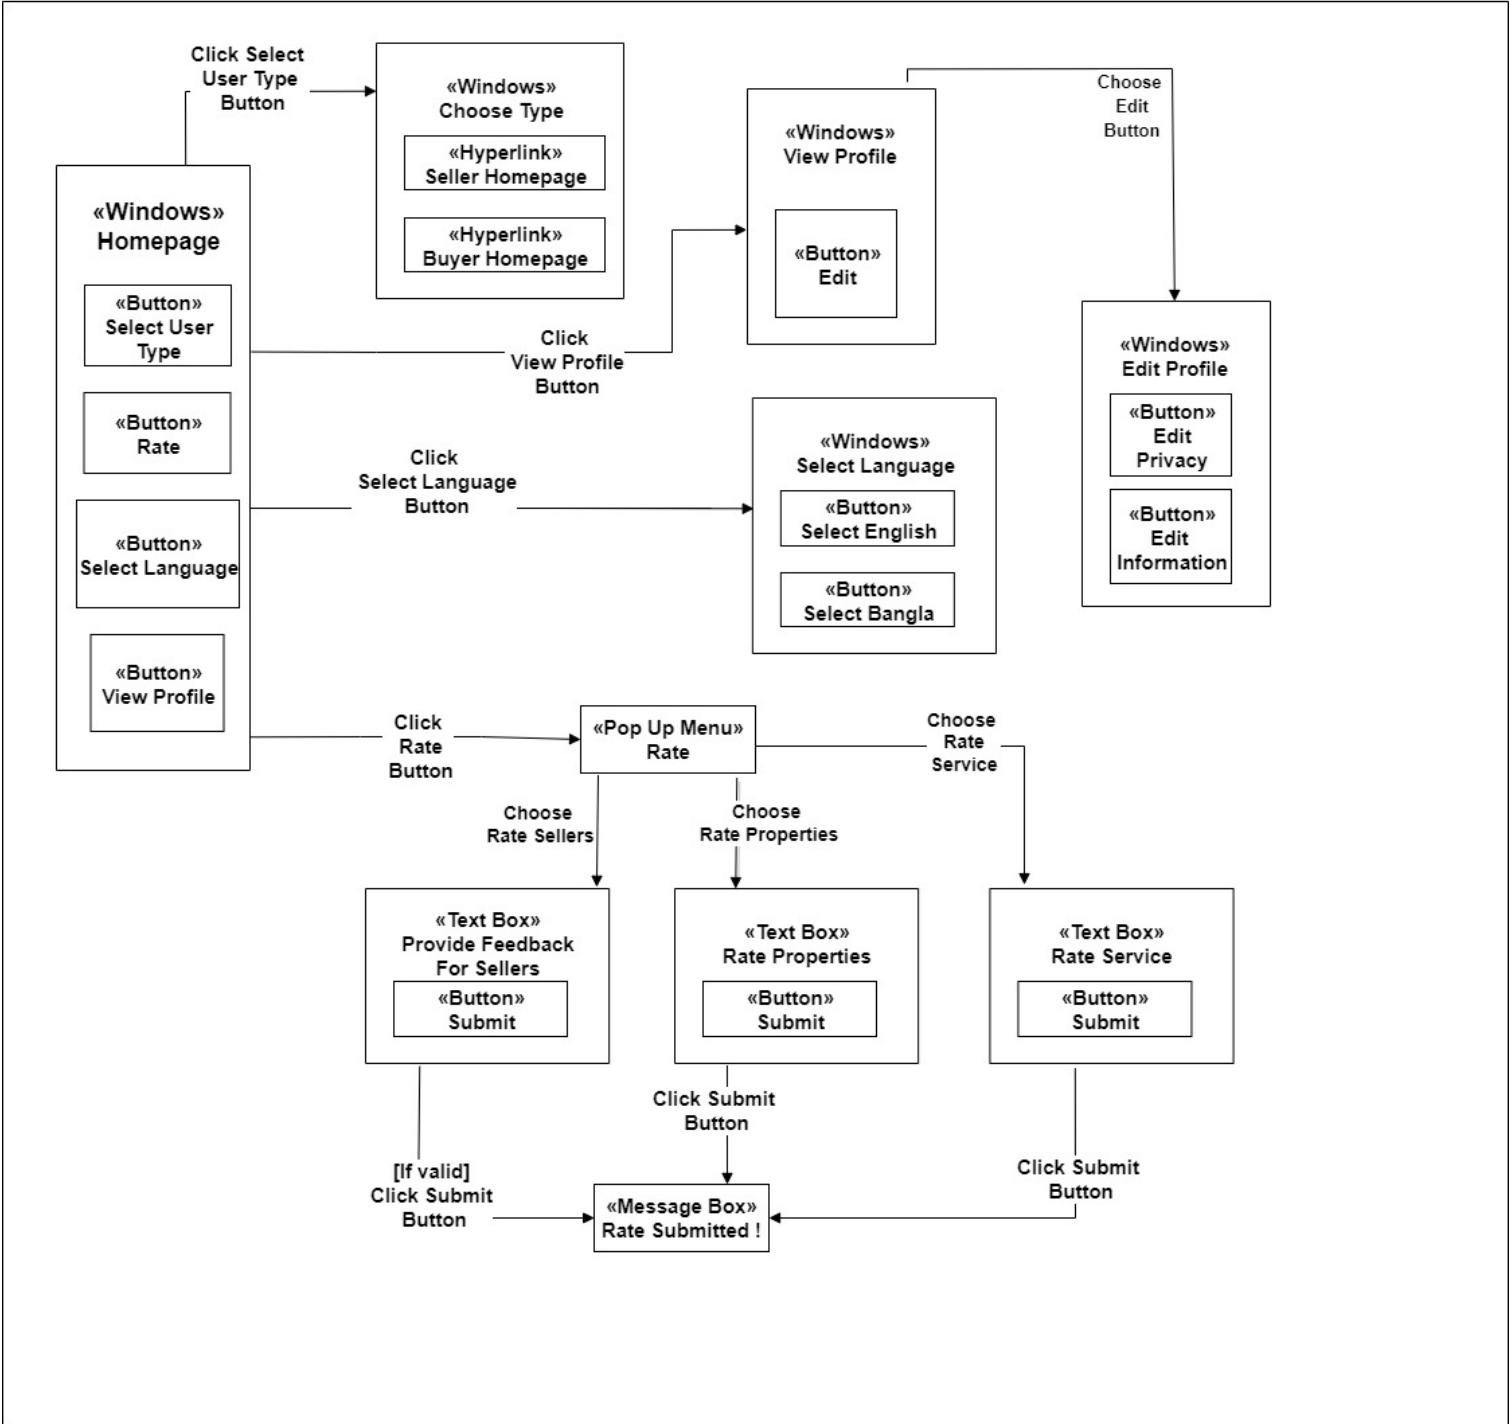 Click Select
User Type
Button
«Windows»
Choose Type
«Hyperlink»
Seller Homepage
«Hyperlink»
Buyer Homepage
«Windows»
View Profile
«Button»
Edit
Choose
Edit
Button
«Windows»
Homepage
«Button»
Select User
Type
«Button»
Rate
«Button»
Select Language
«Button»
View Profile
Click
View Profile
Button
«Windows»
Edit Profile
«Button»
Edit
Privacy
«Button»
Edit
Information
Click
Select Language
Button
«Windows»
Select Language
«Button»
Select English
«Button»
Select Bangla
Click
Rate
Button
«Pop Up Menu»
Rate
Choose
Rate
Service
Choose
Rate Sellers
Choose
Rate Properties
«Text Box»
Provide Feedback
For Sellers
«Button»
Submit
«Text Box»
Rate Properties
«Button»
Submit
«Text Box»
Rate Service
«Button»
Submit
[If valid]
Click Submit
Button
Click Submit
Button
Click Submit
Button
«Message Box»
Rate Submitted !